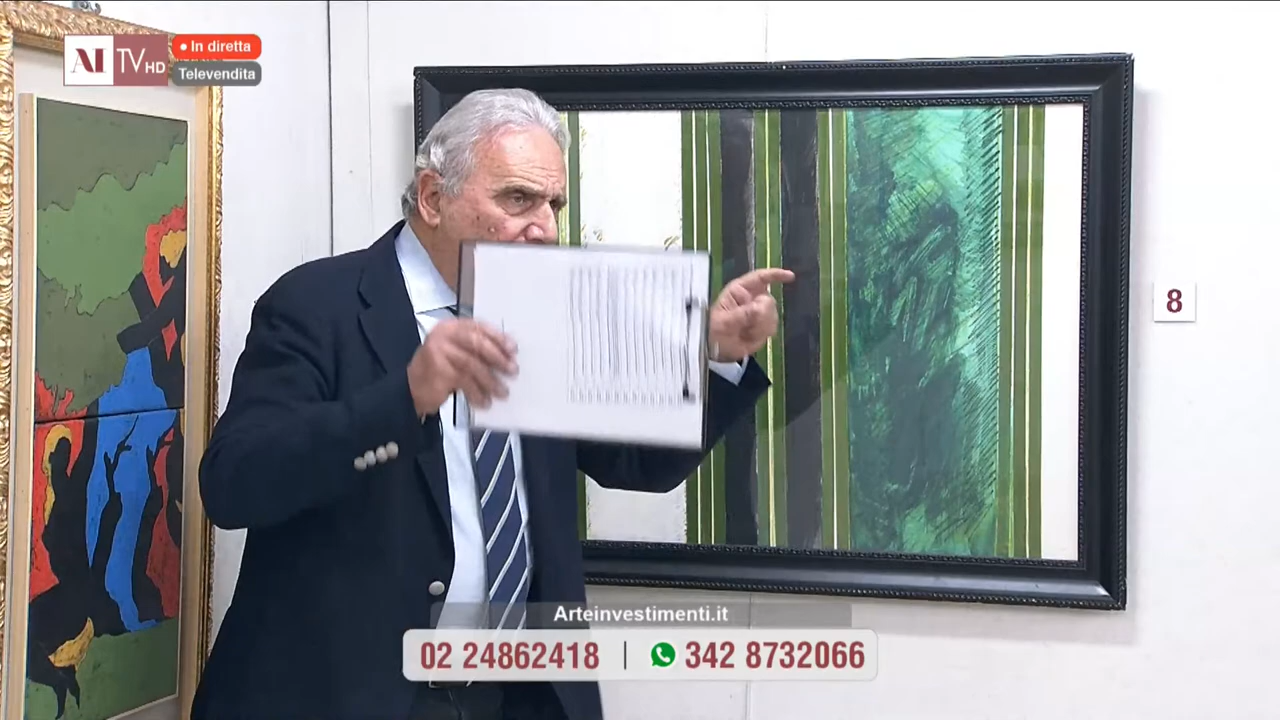 AI TV HD
In diretta
Televendita
8
Arteinvestimenti.it
02 24862418 | 342 8732066